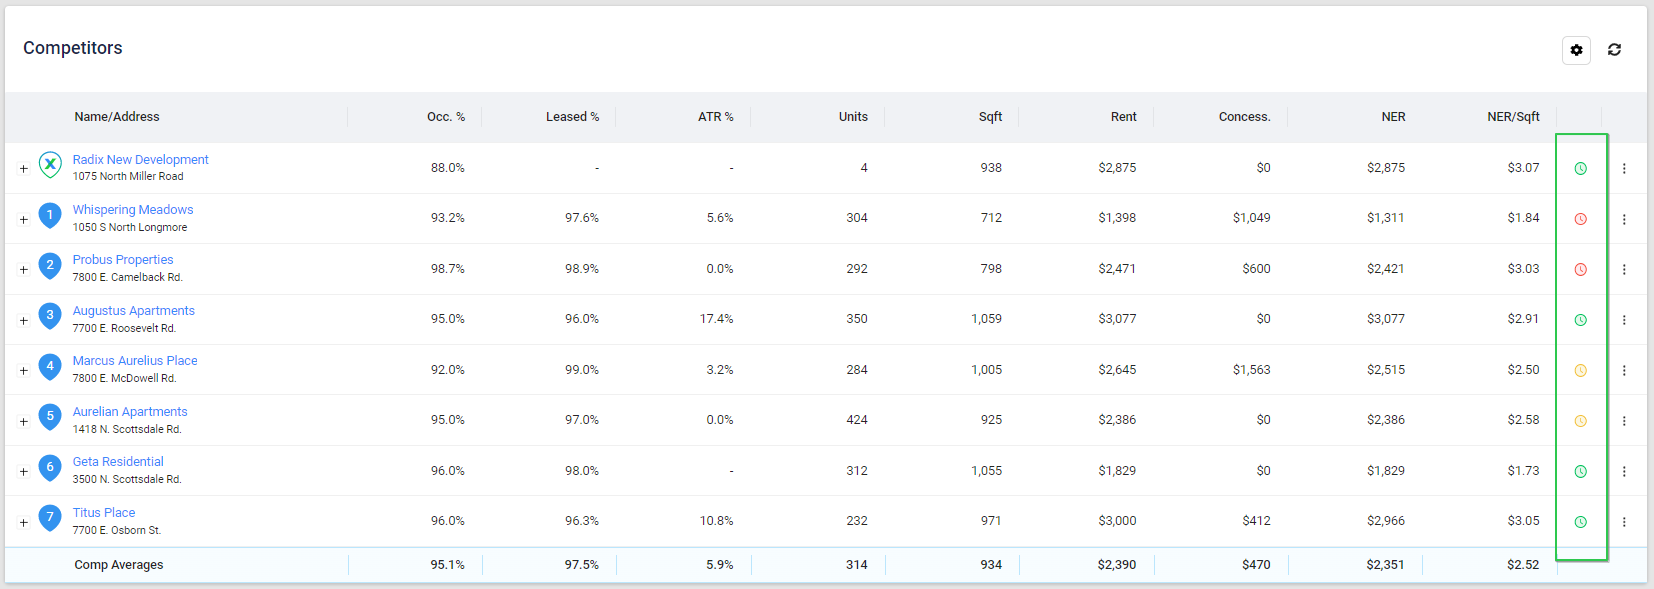 Competitors
Name/Address Occ. % Leased % ATR % Units Sqft Rent Concess. NER NER/Sqft
Radix New Development
1075 North Miller Road
88.0% - - 4 938 $2,875 $0 $2,875 $3.07
1 Whispering Meadows
1050 S North Longmore
93.2% 97.6% 5.6% 304 712 $1,398 $1,049 $1,311 $1.84
2 Probus Properties
7800 E. Camelback Rd.
98.7% 98.9% 0.0% 292 798 $2,471 $600 $2,421 $3.03
3 Augustus Apartments
7700 E. Roosevelt Rd.
95.0% 96.0% 17.4% 350 1,059 $3,077 $0 $3,077 $2.91
4 Marcus Aurelius Place
7800 E. McDowell Rd.
92.0% 99.0% 3.2% 284 1,005 $2,645 $1,563 $2,515 $2.50
5 Aurelian Apartments
1418 N. Scottsdale Rd.
95.0% 97.0% 0.0% 424 925 $2,386 $0 $2,386 $2.58
6 Geta Residential
3500 N. Scottsdale Rd.
96.0% 98.0% - 312 1,055 $1,829 $0 $1,829 $1.73
7 Titus Place
7700 E. Osborn St.
96.0% 96.3% 10.8% 232 971 $3,000 $412 $2,966 $3.05
Comp Averages 95.1% 97.5% 5.9% 314 934 $2,390 $470 $2,351 $2.52